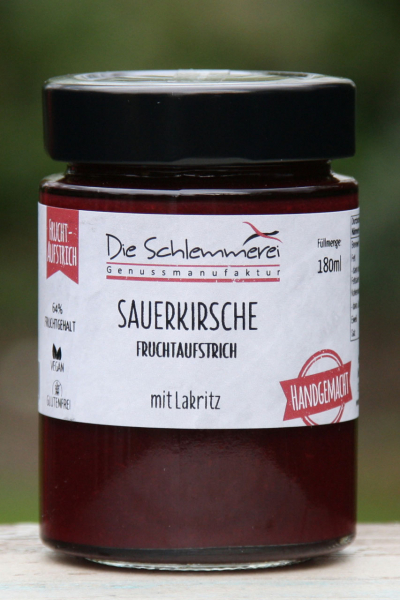 FRUCHT-
AUFSTRICH
Die Schlemmerei
Genussmanufaktur
Füllmenge
180ml
64%
FRUCHTGEHALT
VEGAN
GLUTENFREI
SAUERKIRSCHE
FRUCHTAUFSTRICH
mit Lakritz
HANDGEMACHT